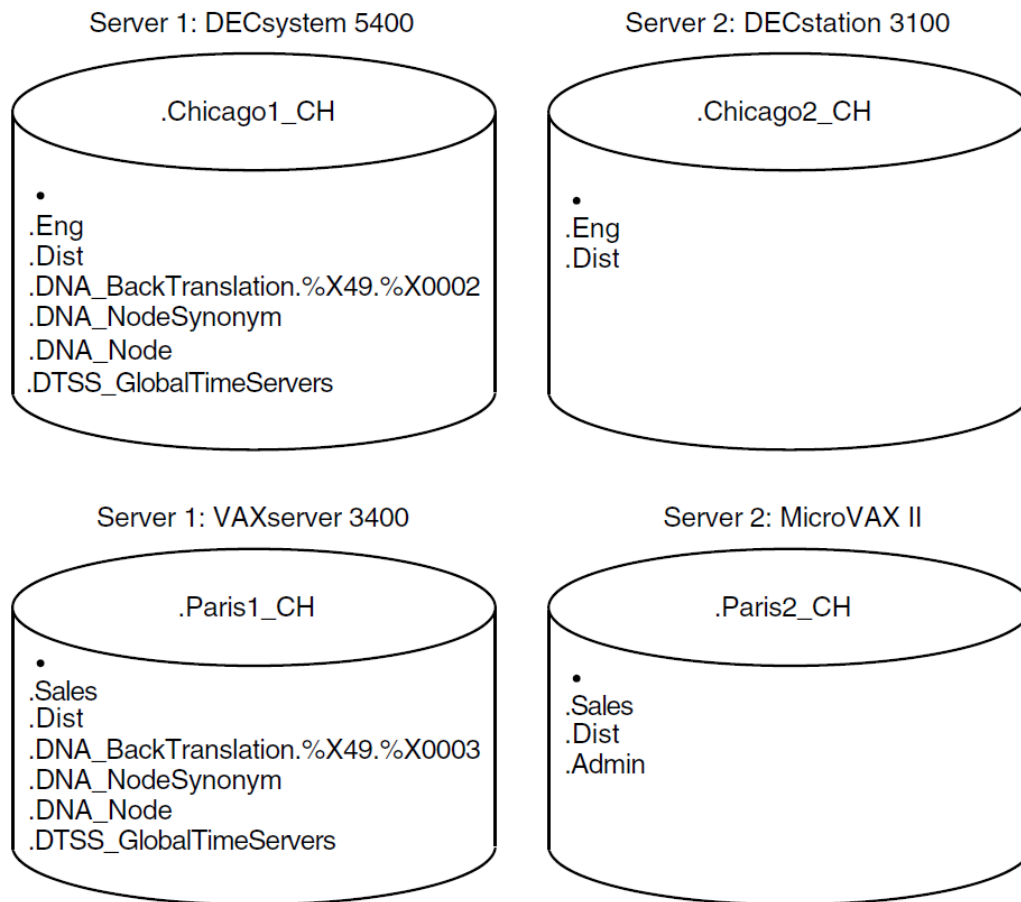 Server 1: DECsystem 5400
.Chicago1_CH
•
.Eng
.Dist
.DNA_BackTranslation.%X49.%X0002
.DNA_NodeSynonym
.DNA_Node
.DTSS_GlobalTimeServers
Server 2: DECstation 3100
.Chicago2_CH
•
.Eng
.Dist
Server 1: VAXserver 3400
.Paris1_CH
•
.Sales
.Dist
.DNA_BackTranslation.%X49.%X0003
.DNA_NodeSynonym
.DNA_Node
.DTSS_GlobalTimeServers
Server 2: MicroVAX II
.Paris2_CH
•
.Sales
.Dist
.Admin